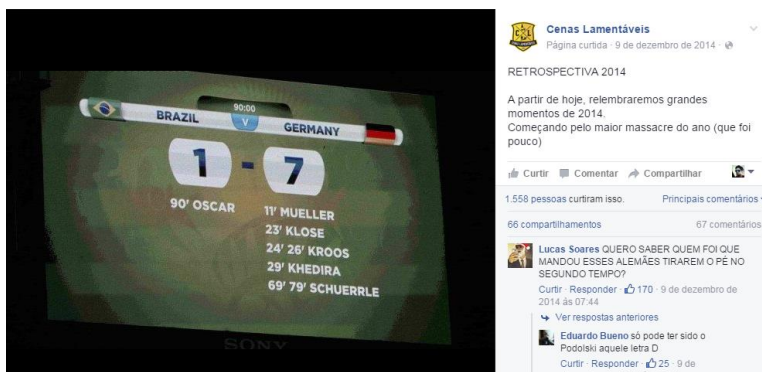 90:00
BRAZIL V GERMANY
1 - 7
90' OSCAR
11' MUELLER
23' KLOSE
24' 26' KROOS
29' KHEDIRA
69' 79' SCHUERRLE
SONY
Cenas Lamentáveis
Página curtida · 9 de dezembro de 2014 ·
RETROSPECTIVA 2014
A partir de hoje, relembraremos grandes
momentos de 2014.
Começando pelo maior massacre do ano (que foi
pouco)
Curtir Comentar Compartilhar
1.558 pessoas curtiram isso. Principais comentários
66 compartilhamentos 67 comentários
Lucas Soares QUERO SABER QUEM FOI QUE
MANDOU ESSES ALEMÃES TIRAREM O PÉ NO
SEGUNDO TEMPO?
Curtir · Responder · 170 · 9 de dezembro de
2014 às 07:44
Ver respostas anteriores
Eduardo Bueno só pode ter sido o
Podolski aquele letra D
Curtir · Responder · 25 · 9 de